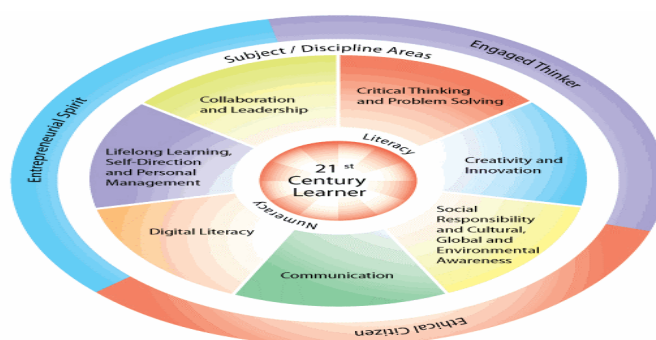 Subject / Discipline Areas
Engaged Thinker
Entrepreneurial Spirit
Ethical Citizen
Collaboration
and Leadership
Critical Thinking
and Problem Solving
Lifelong Learning,
Self-Direction
and Personal
Management
Literacy
21 st
Century
Learner
Numeracy
Creativity and
Innovation
Digital Literacy
Social
Responsibility
and Cultural,
Global and
Environmental
Awareness
Communication